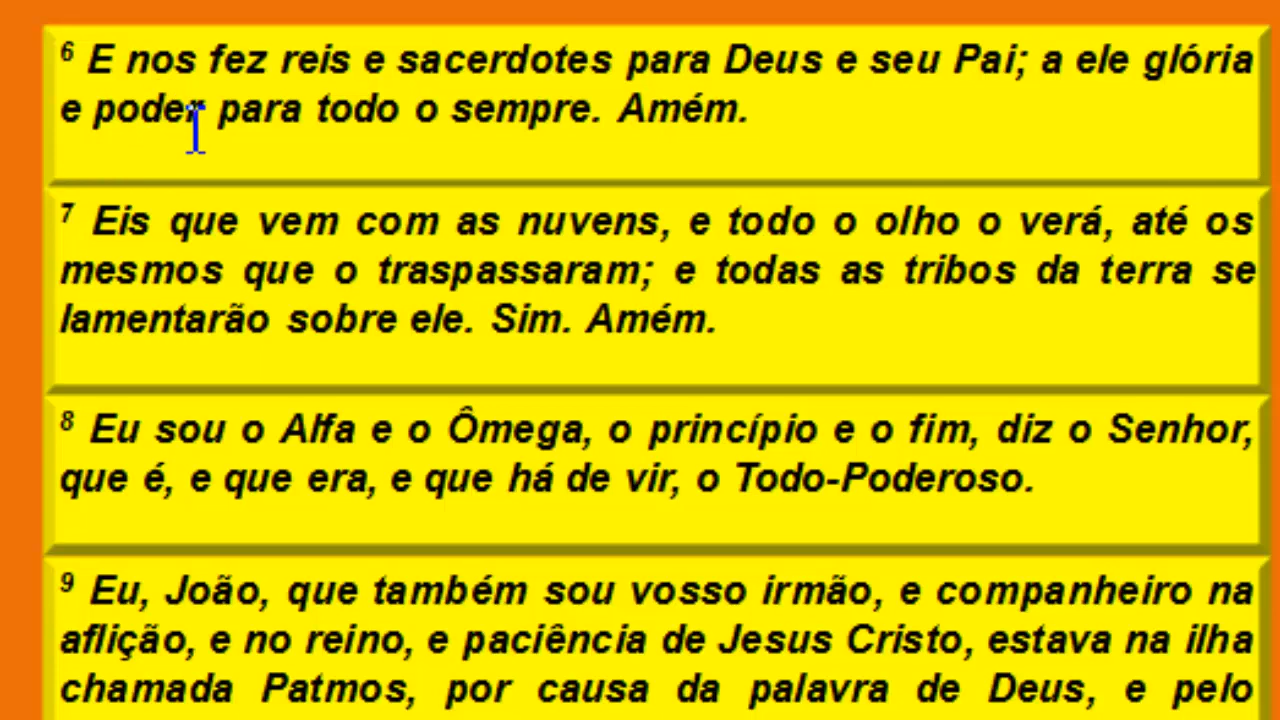 6 E nos fez reis e sacerdotes para Deus e seu Pai; a ele glória
e poder para todo o sempre. Amém.
7 Eis que vem com as nuvens, e todo o olho o verá, até os
mesmos que o traspassaram; e todas as tribos da terra se
lamentarão sobre ele. Sim. Amém.
8 Eu sou o Alfa e o Ômega, o princípio e o fim, diz o Senhor,
que é, e que era, e que há de vir, o Todo-Poderoso.
9 Eu, João, que também sou vosso irmão, e companheiro na
aflição, e no reino, e paciência de Jesus Cristo, estava na ilha
chamada Patmos, por causa da palavra de Deus, e pelo